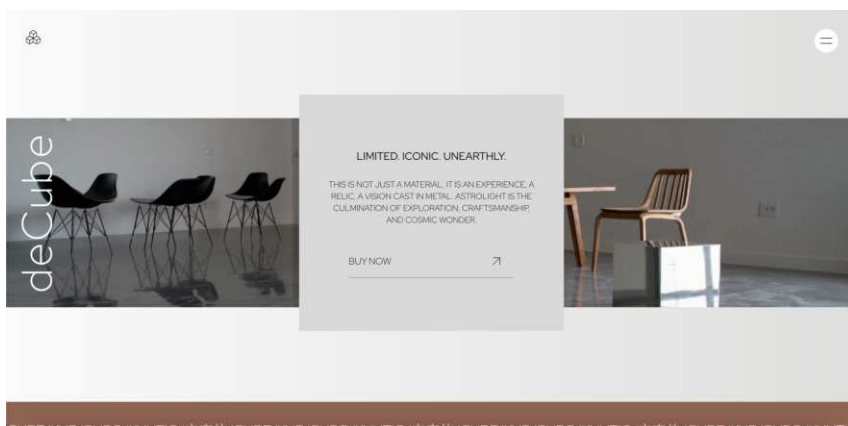 deCube
LIMITED. ICONIC. UNEARTHLY.
THIS IS NOT JUST A MATERIAL. IT IS AN EXPERIENCE, A
RELIC, A VISION CAST IN METAL. ASTROLIGHT IS THE
CULMINATION OF EXPLORATION, CRAFTSMANSHIP,
AND COSMIC WONDER.
BUY NOW